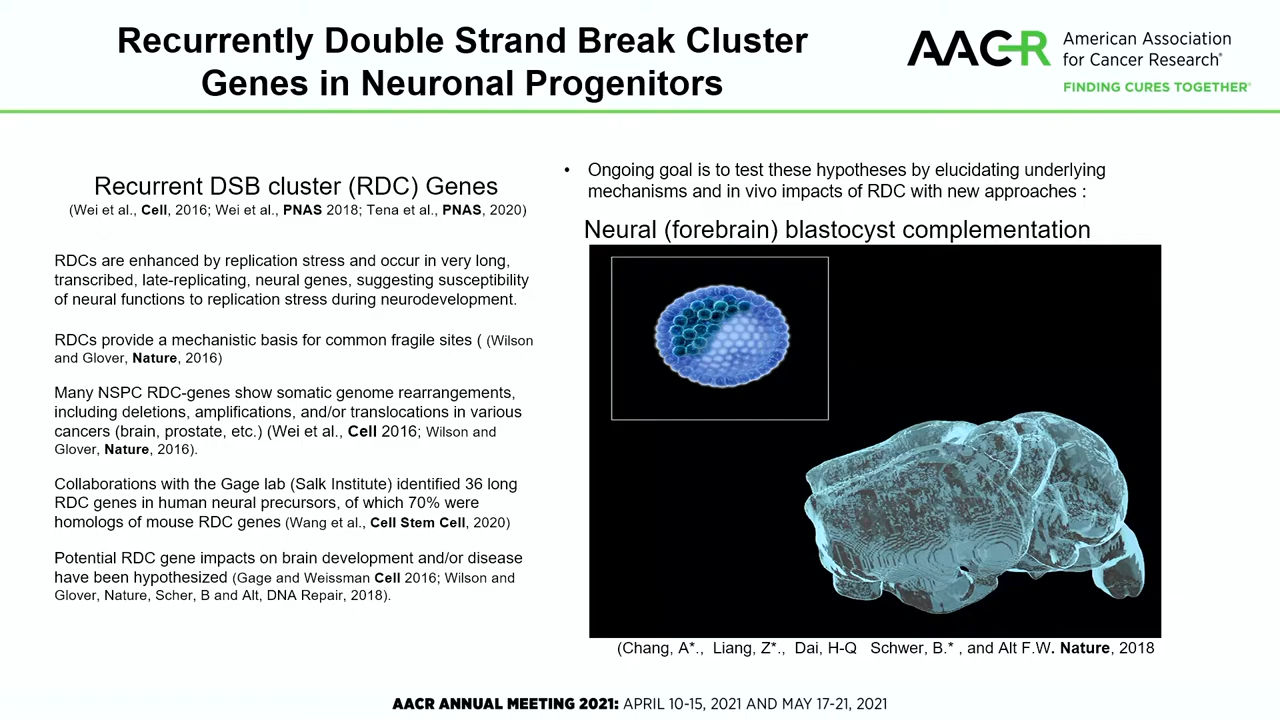 Recurrently Double Strand Break Cluster
Genes in Neuronal Progenitors
AACR
American Association
for Cancer Research®
FINDING CURES TOGETHER®
Recurrent DSB cluster (RDC) Genes
(Wei et al., Cell, 2016; Wei et al., PNAS 2018; Tena et al., PNAS, 2020)
RDCs are enhanced by replication stress and occur in very long,
transcribed, late-replicating, neural genes, suggesting susceptibility
of neural functions to replication stress during neurodevelopment.
RDCs provide a mechanistic basis for common fragile sites ( (Wilson
and Glover, Nature, 2016)
Many NSPC RDC-genes show somatic genome rearrangements,
including deletions, amplifications, and/or translocations in various
cancers (brain, prostate, etc.) (Wei et al., Cell 2016; Wilson and
Glover, Nature, 2016).
Collaborations with the Gage lab (Salk Institute) identified 36 long
RDC genes in human neural precursors, of which 70% were
homologs of mouse RDC genes (Wang et al., Cell Stem Cell, 2020)
Potential RDC gene impacts on brain development and/or disease
have been hypothesized (Gage and Weissman Cell 2016; Wilson and
Glover, Nature, Scher, B and Alt, DNA Repair, 2018).
• Ongoing goal is to test these hypotheses by elucidating underlying
mechanisms and in vivo impacts of RDC with new approaches :
Neural (forebrain) blastocyst complementation
(Chang, A*., Liang, Z*., Dai, H-Q Schwer, B.* , and Alt F.W. Nature, 2018
AACR ANNUAL MEETING 2021: APRIL 10-15, 2021 AND MAY 17-21, 2021